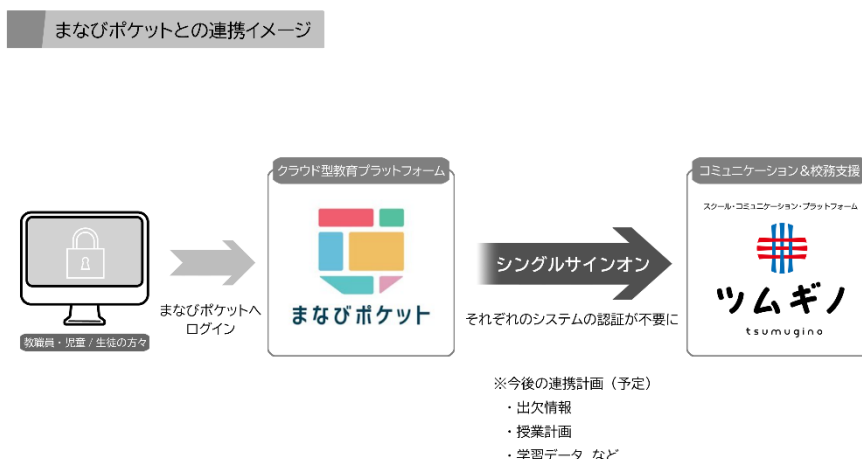 まなびポケットとの連携イメージ
クラウド型教育プラットフォーム
コミュニケーション&校務支援
スクール・コミュニケーション・プラットフォーム
シングルサインオン
ツムギノ
tsumugino
まなびポケット
まなびポケットへ
ログイン
それぞれのシステムの認証が不要に
教職員・児童 / 生徒の方々
※今後の連携計画(予定)
・出欠情報
・授業計画
・学習データ など